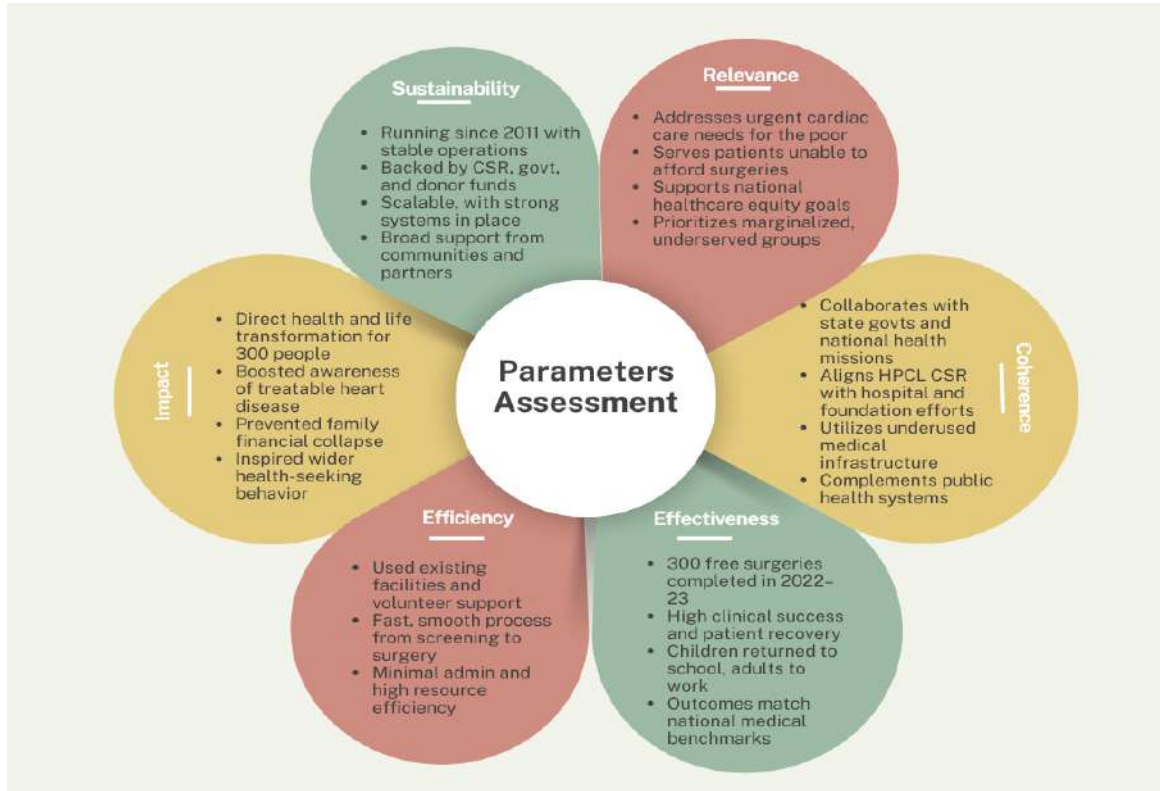 Parameters
Assessment
Sustainability
• Running since 2011 with
stable operations
• Backed by CSR, govt,
and donor funds
• Scalable, with strong
systems in place
• Broad support from
communities and
partners
Relevance
• Addresses urgent cardiac
care needs for the poor
• Serves patients unable to
afford surgeries
• Supports national
healthcare equity goals
• Prioritizes marginalized,
underserved groups
Coherence
• Collaborates with
state govts and
national health
missions
• Aligns HPCL CSR
with hospital and
foundation efforts
• Utilizes underused
medical
infrastructure
• Complements public
health systems
Effectiveness
• 300 free surgeries
completed in 2022–
23
• High clinical success
and patient recovery
• Children returned to
school, adults to
work
• Outcomes match
national medical
benchmarks
Efficiency
• Used existing
facilities and
volunteer support
• Fast, smooth process
from screening to
surgery
• Minimal admin and
high resource
efficiency
Impact
• Direct health and life
transformation for
300 people
• Boosted awareness
of treatable heart
disease
• Prevented family
financial collapse
• Inspired wider
health-seeking
behavior